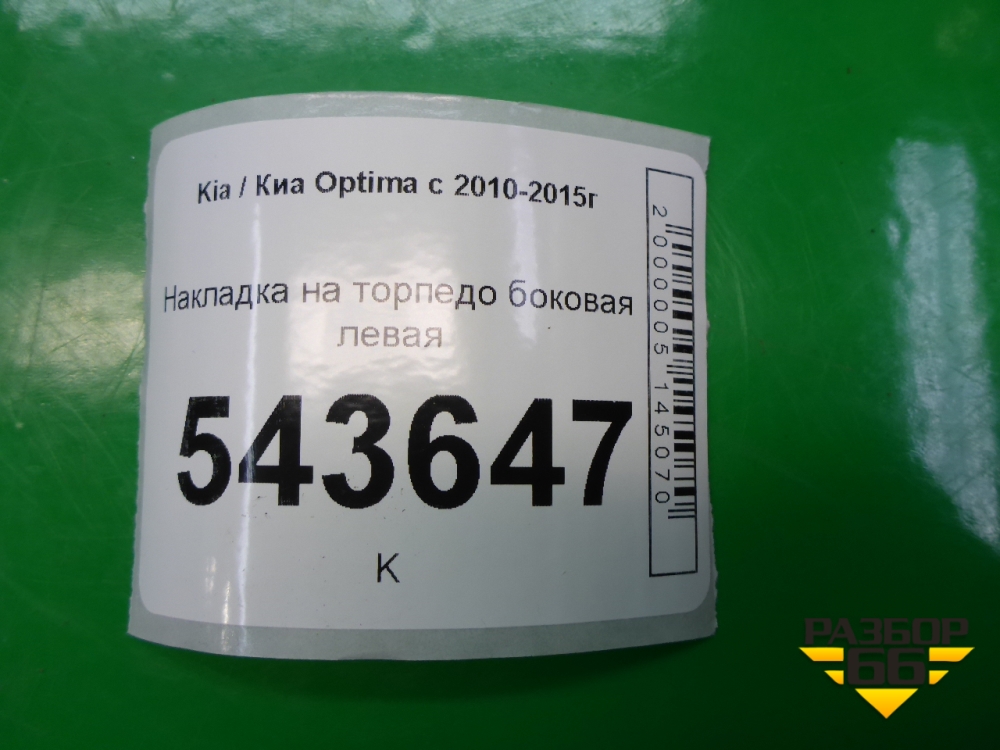 Kia / Киа Optima с 2010-2015г
Накладка на торпедо боковая
левая
543647
К
2000005145070
РАЗБОР
66